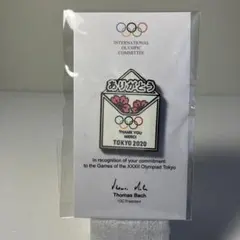 INTERNATIONAL
OLYMPIC
COMMITTEE
ありがとう
THANK YOU
MERCI
TOKYO 2020
in recognition of your commitment
to the Games of the XXXII Olympiad Tokyo
Thomas Bach
IOC President